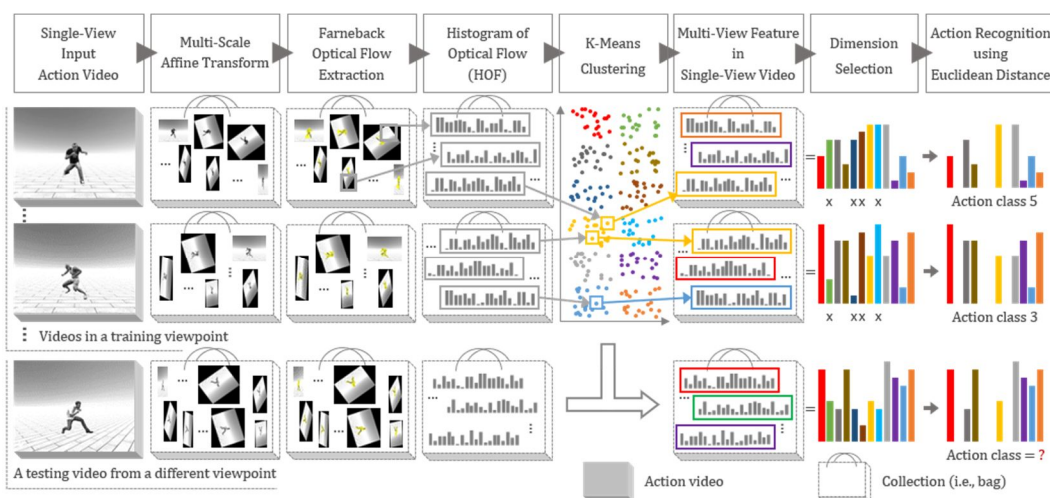 Single-View
Input
Action Video
Multi-Scale
Affine Transform
Farneback
Optical Flow
Extraction
Histogram of
Optical Flow
(HOF)
K-Means
Clustering
Multi-View Feature
in
Single-View Video
Dimension
Selection
Action Recognition
using
Euclidean Distance
...
...
...
...
=
x x x x
Action class 5
...
...
...
=
x x x x
Action class 3
Videos in a training viewpoint
...
...
...
...
=
Action class = ?
A testing video from a different viewpoint
Action video
Collection (i.e., bag)